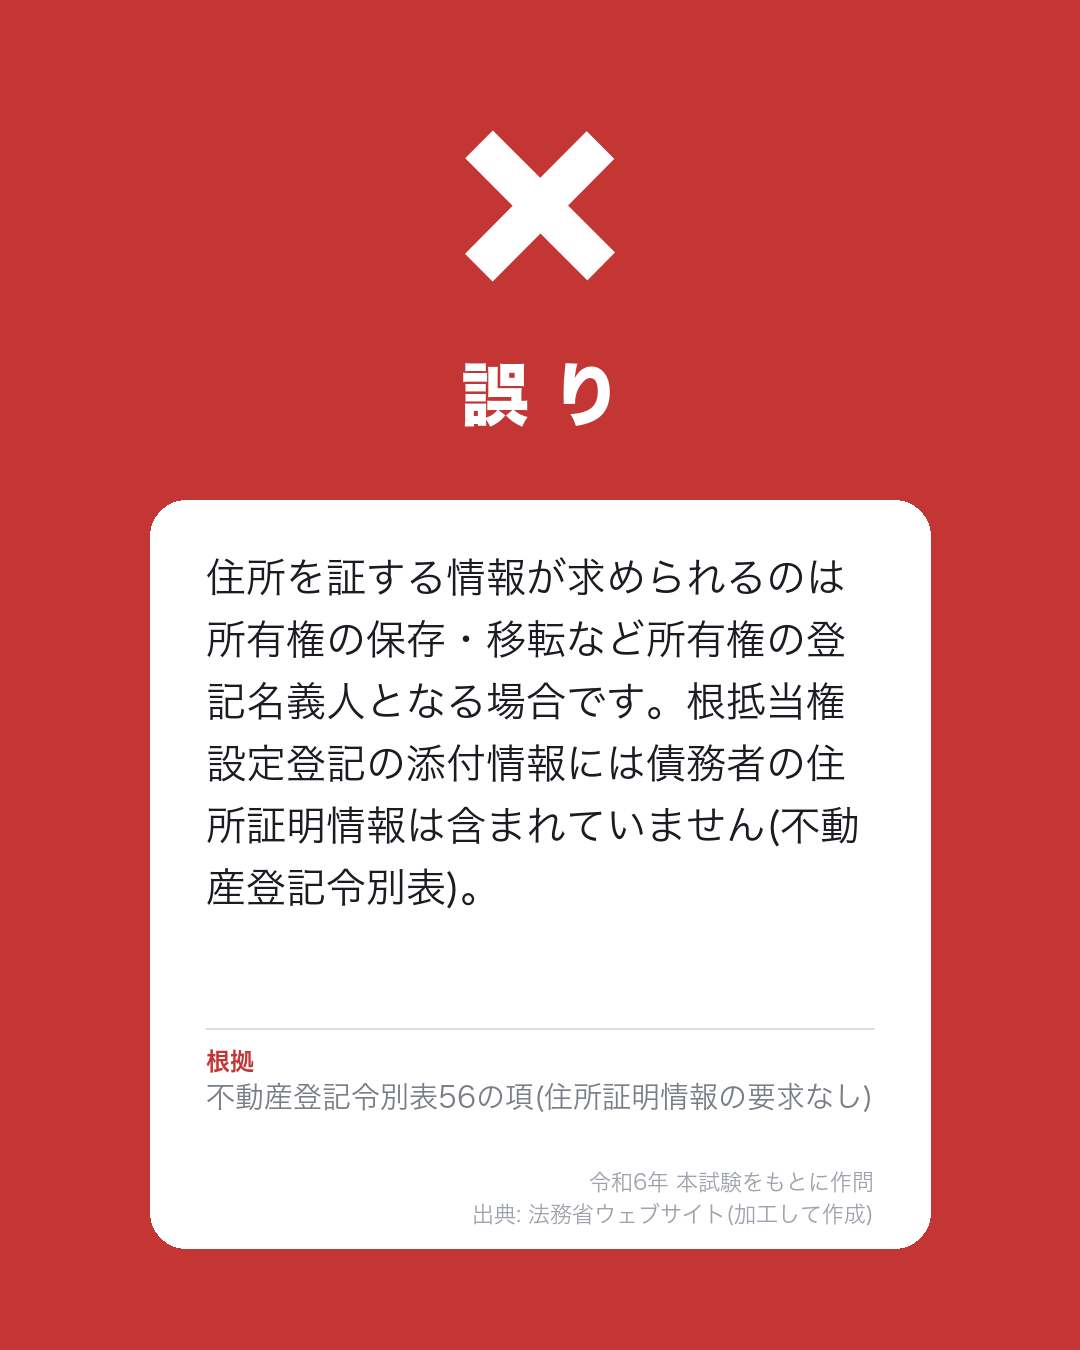 誤り
住所を証する情報が求められるのは
所有権の保存・移転など所有権の登
記名義人となる場合です。根抵当権
設定登記の添付情報には債務者の住
所証明情報は含まれていません(不動
産登記令別表)。
根拠
不動産登記令別表56の項(住所証明情報の要求なし)
令和6年 本試験をもとに作問
出典: 法務省ウェブサイト(加工して作成)